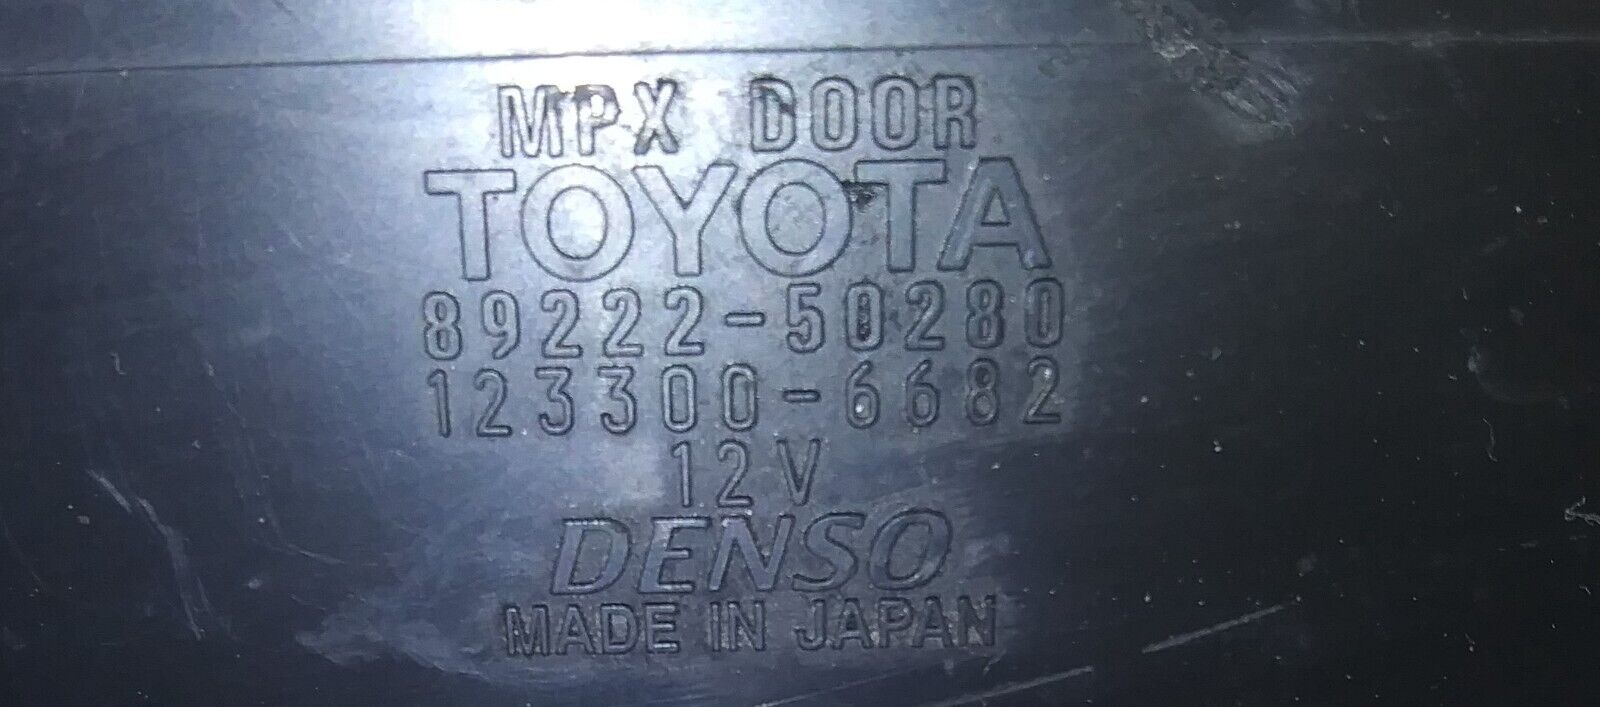 MPX DOOR
TOYOTA
89222-50280
123300-6682
12V
DENSO
MADE IN JAPAN